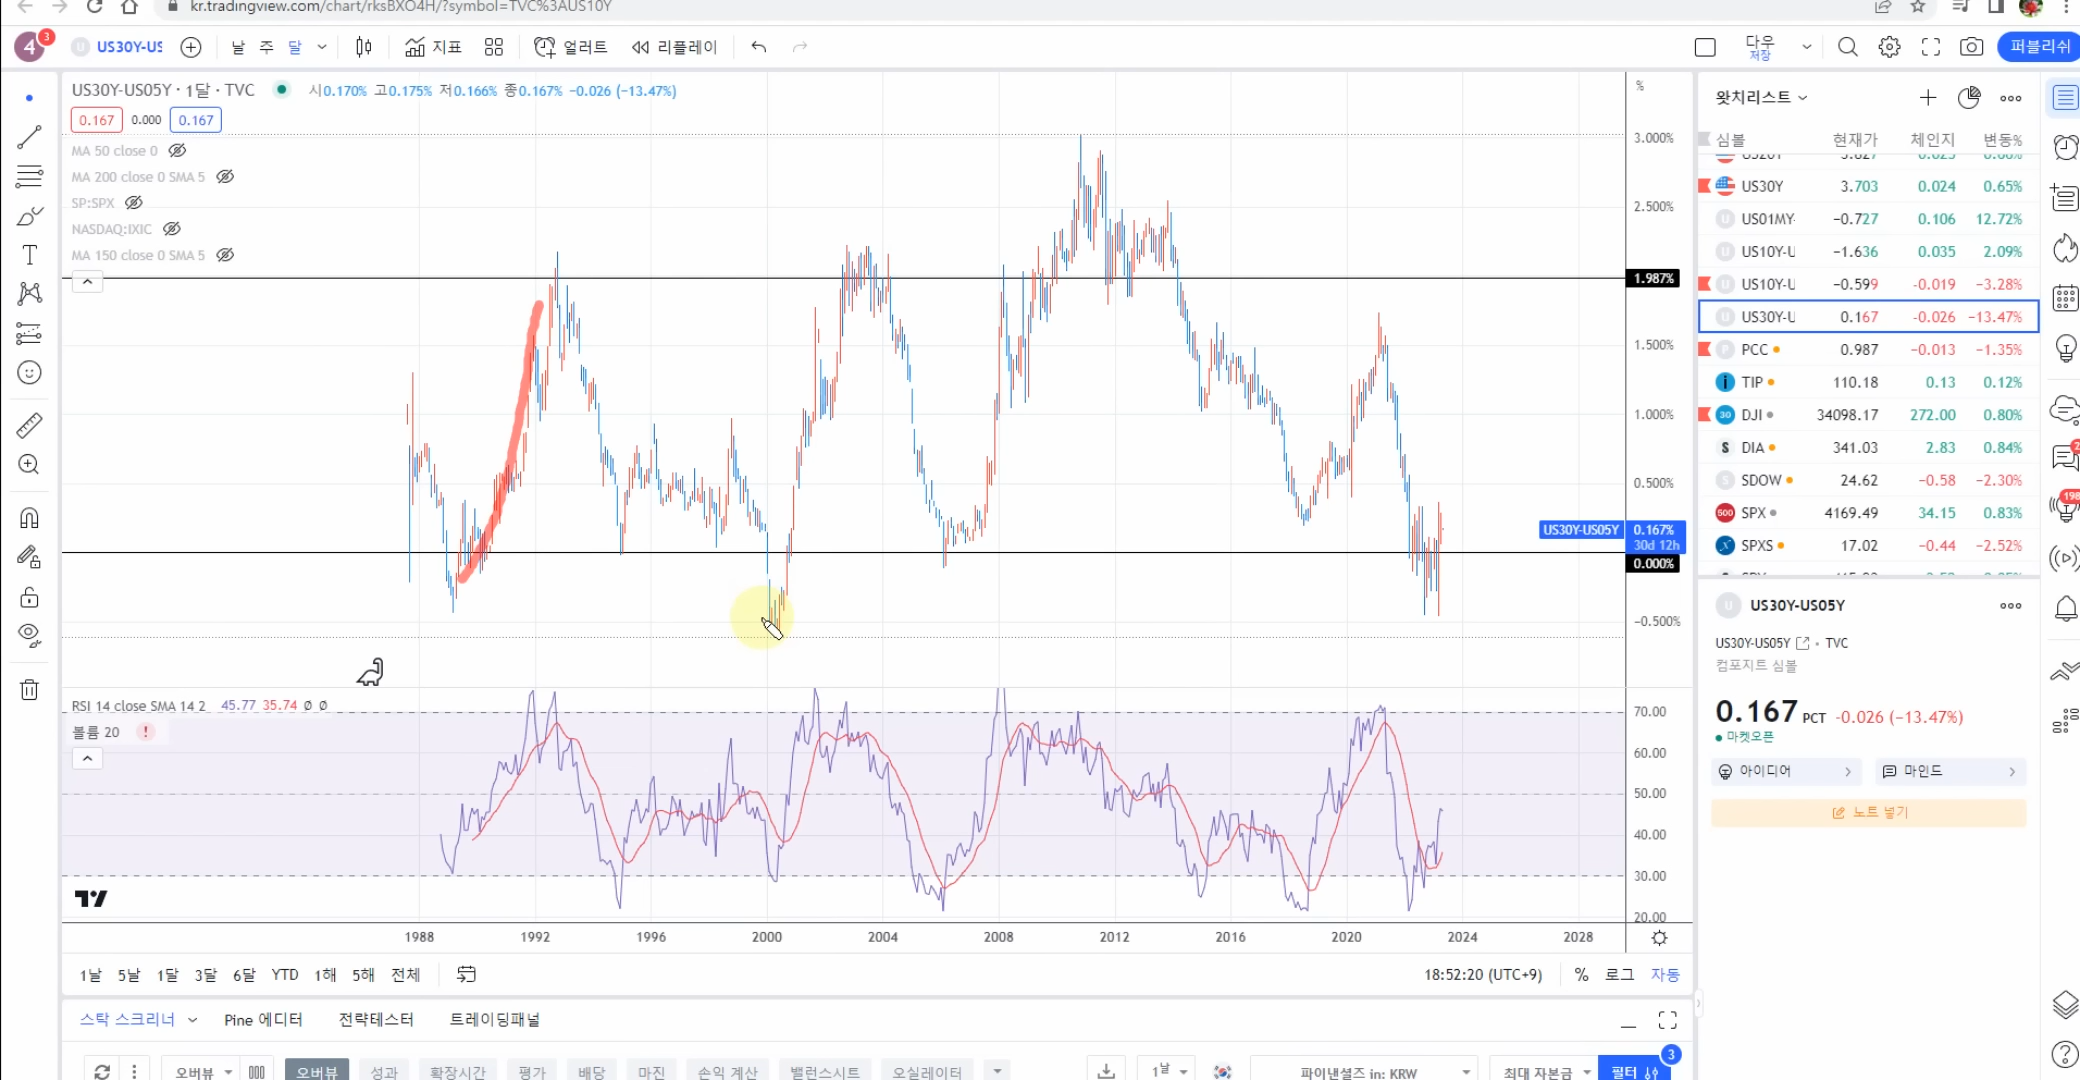 kr.tradingview.com/chart/rksBXO4H/?symbol=TVC%3AUS10Y
4 3 US30Y-US 날 주 달 지표 얼러트 리플레이 다우 저장 퍼블리쉬
US30Y-US05Y · 1달 · TVC 시0.170% 고0.175% 저0.166% 종0.167% −0.026 (−13.47%)
0.167 0.000 0.167
MA 50 close 0
MA 200 close 0 SMA 5
SP:SPX
NASDAQ:IXIC
MA 150 close 0 SMA 5
%
3.000%
2.500%
1.987%
1.500%
1.000%
0.500%
US30Y-US05Y 0.167%
30d 12h
0.000%
−0.500%
RSI 14 close SMA 14 2 45.77 35.74 ø ø
볼륨 20 !
70.00
60.00
50.00
40.00
30.00
20.00
1988 1992 1996 2000 2004 2008 2012 2016 2020 2024 2028
1날 5날 1달 3달 6달 YTD 1해 5해 전체 18:52:20 (UTC+9) % 로그 자동
스탁 스크리너 Pine 에디터 전략테스터 트레이딩패널
오버뷰 오버뷰 성과 확장시간 평가 배당 마진 손익 계산 밸런스시트 오실레이터 1날 파이낸셜즈 in: KRW 최대 자본금 필터 3
왓치리스트
심볼 현재가 체인지 변동%
US30Y 3.703 0.024 0.65%
US01MY- −0.727 0.106 12.72%
US10Y-U −1.636 0.035 2.09%
US10Y-U −0.599 −0.019 −3.28%
US30Y-U 0.167 −0.026 −13.47%
PCC 0.987 −0.013 −1.35%
TIP 110.18 0.13 0.12%
30 DJI 34098.17 272.00 0.80%
DIA 341.03 2.83 0.84%
SDOW 24.62 −0.58 −2.30%
500 SPX 4169.49 34.15 0.83%
SPXS 17.02 −0.44 −2.52%
U US30Y-US05Y
US30Y-US05Y · TVC
컴포지트 심볼
0.167 PCT −0.026 (−13.47%)
마켓오픈
아이디어 마인드
노트 넣기
198